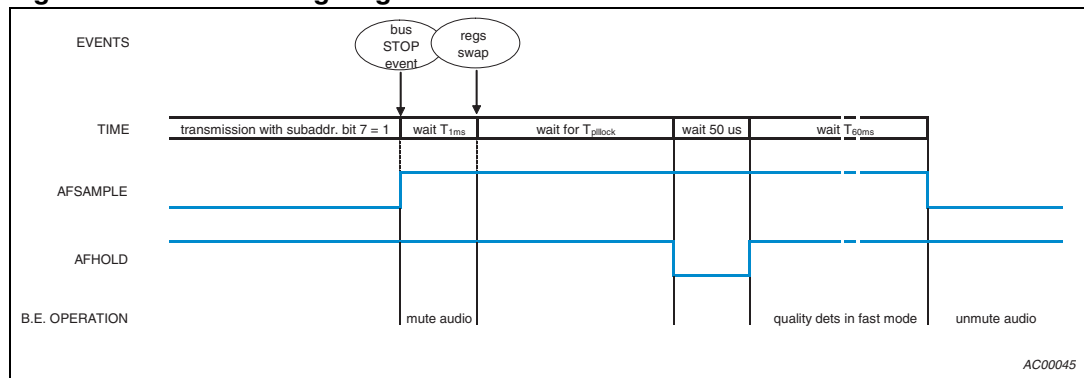 EVENTS
bus
STOP
event
regs
swap
TIME
transmission with subaddr. bit 7 = 1
wait T1ms
wait for Tplllock
wait 50 us
wait T60ms
AFSAMPLE
AFHOLD
B.E. OPERATION
mute audio
quality dets in fast mode
unmute audio
AC00045